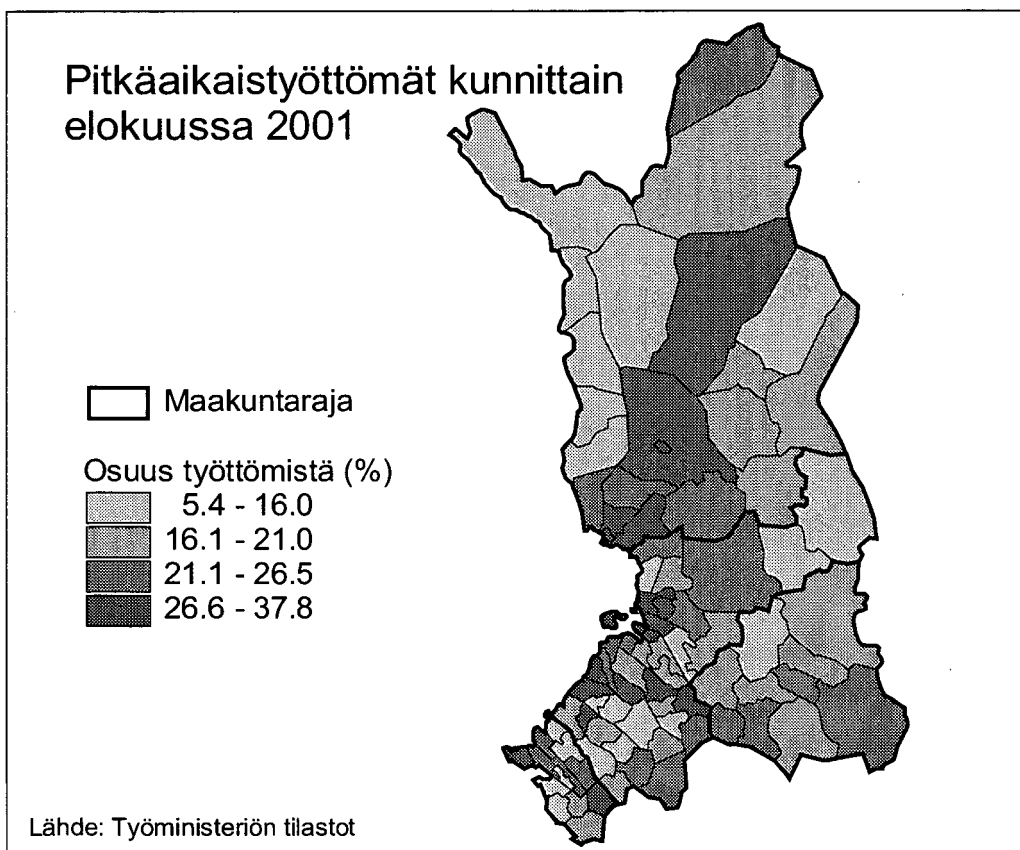 Pitkäaikaistyöttömät kunnittain
elokuussa 2001
Maakuntaraja
Osuus työttömistä (%)
5.4 - 16.0
16.1 - 21.0
21.1 - 26.5
26.6 - 37.8
Lähde: Työministeriön tilastot